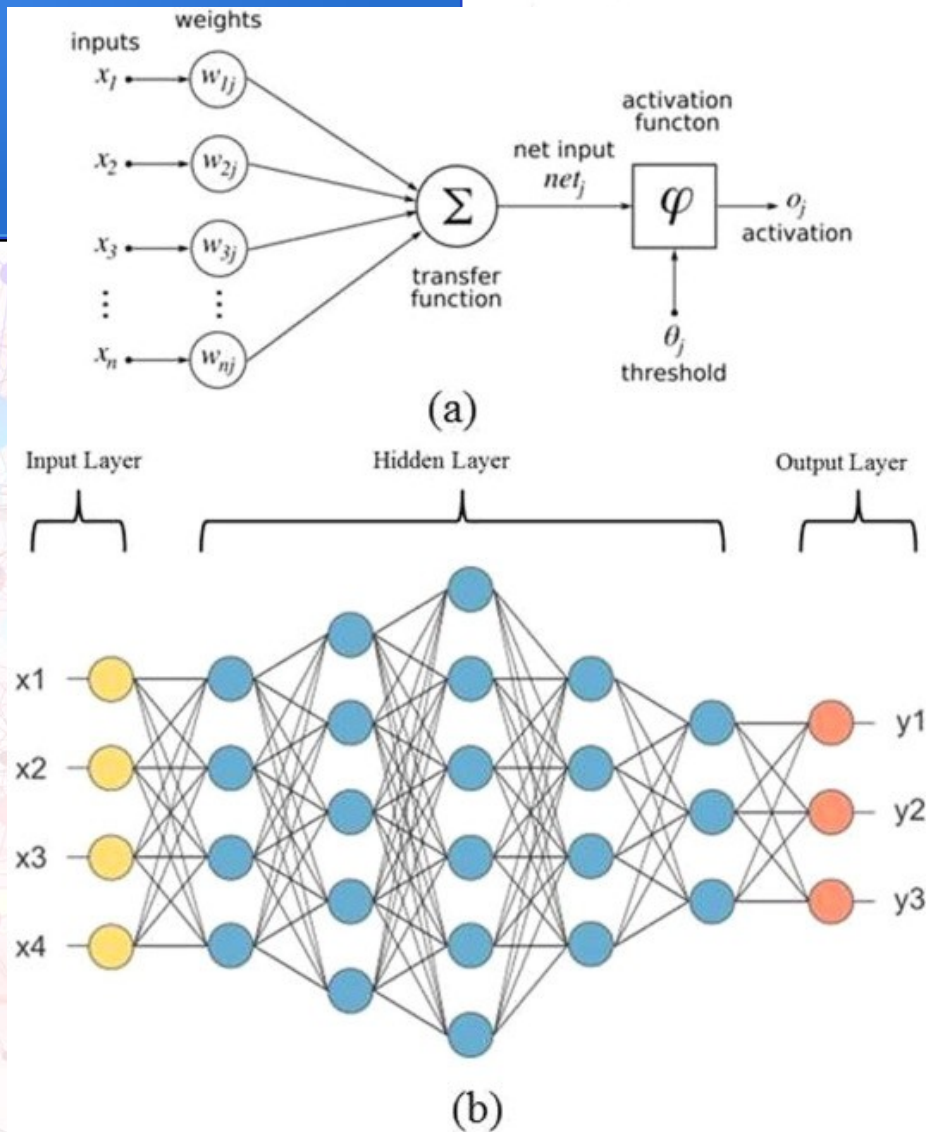 weights
inputs
x1 w1j
activation
functon
x2 w2j
net input
netj
Σ
φ
oj
activation
x3 w3j
transfer
function
θj
threshold
xn wnj
(a)
Input Layer Hidden Layer Output Layer
x1
y1
x2
y2
x3
y3
x4
(b)